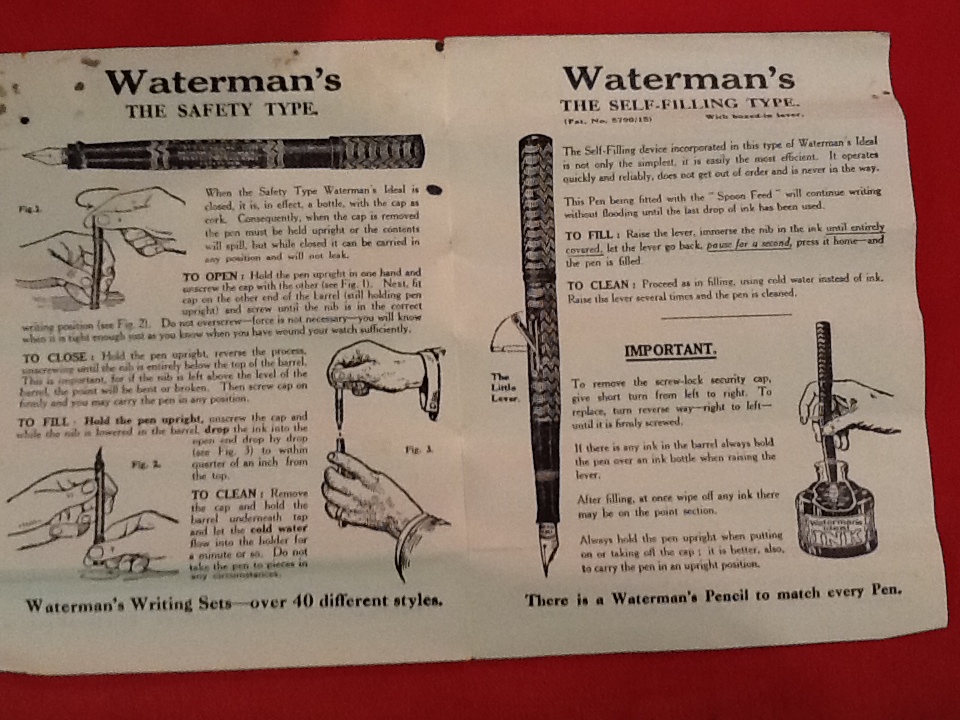 Waterman's
THE SAFETY TYPE.
Fig.1.
When the Safety Type Waterman's Ideal is
closed, it is, in effect, a bottle, with the cap as
cork. Consequently, when the cap is removed
the pen must be held upright or the contents
will spill, but while closed it can be carried in
any position and will not leak.
TO OPEN : Hold the pen upright in one hand and
unscrew the cap with the other (see Fig. 1). Next, fit
cap on the other end of the barrel (still holding pen
upright) and screw until the nib is in the correct
writing position (see Fig. 2). Do not overscrew—force is not necessary—you will know
when it is tight enough just as you know when you have wound your watch sufficiently.
TO CLOSE : Hold the pen upright, reverse the process,
unscrewing until the nib is entirely below the top of the barrel.
This is important, for if the nib is left above the level of the
barrel, the point will be bent or broken. Then screw cap on
firmly and you may carry the pen in any position.
TO FILL : Hold the pen upright, unscrew the cap and
while the nib is lowered in the barrel, drop the ink into the
open end drop by drop
(see Fig. 3) to within
quarter of an inch from
the top.
Fig. 2.
Fig. 3.
TO CLEAN : Remove
the cap and hold the
barrel underneath tap
and let the cold water
flow into the holder for
a minute or so. Do not
take the pen to pieces in
any circumstances.
Waterman's Writing Sets—over 40 different styles.
Waterman's
THE SELF-FILLING TYPE.
(Pat. No. 8790/15) With boxed-in lever.
The Self-Filling device incorporated in this type of Waterman's Ideal
is not only the simplest, it is easily the most efficient. It operates
quickly and reliably, does not get out of order and is never in the way.
This Pen being fitted with the " Spoon Feed " will continue writing
without flooding until the last drop of ink has been used.
TO FILL : Raise the lever, immerse the nib in the ink until entirely
covered, let the lever go back, pause for a second, press it home—and
the pen is filled.
TO CLEAN : Proceed as in filling, using cold water instead of ink.
Raise the lever several times and the pen is cleaned.
The
Little
Lever.
IMPORTANT.
To remove the screw-lock security cap,
give short turn from left to right. To
replace, turn reverse way—right to left—
until it is firmly screwed.
If there is any ink in the barrel always hold
the pen over an ink bottle when raising the
lever.
After filling, at once wipe off any ink there
may be on the point section.
Always hold the pen upright when putting
on or taking off the cap ; it is better, also,
to carry the pen in an upright position.
Waterman's
Ideal
INK
There is a Waterman's Pencil to match every Pen.